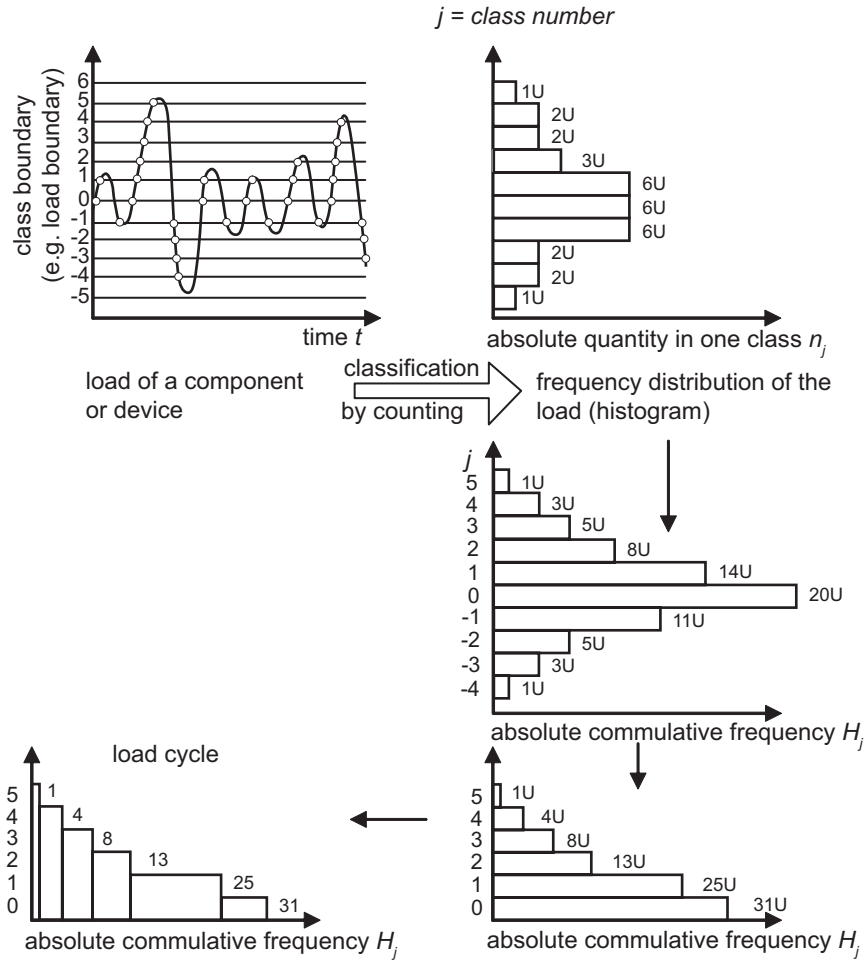 j = class number
class boundary
(e.g. load boundary)
6
5
4
3
2
1
0
-1
-2
-3
-4
-5
time t
1U
2U
2U
3U
6U
6U
6U
2U
2U
1U
absolute quantity in one class nj
load of a component
or device
classification
by counting
frequency distribution of the
load (histogram)
j
5
4
3
2
1
0
-1
-2
-3
-4
1U
3U
5U
8U
14U
20U
11U
5U
3U
1U
absolute commulative frequency Hj
load cycle
5
4
3
2
1
0
1
4
8
13
25
31
absolute commulative frequency Hj
5
4
3
2
1
0
1U
4U
8U
13U
25U
31U
absolute commulative frequency Hj